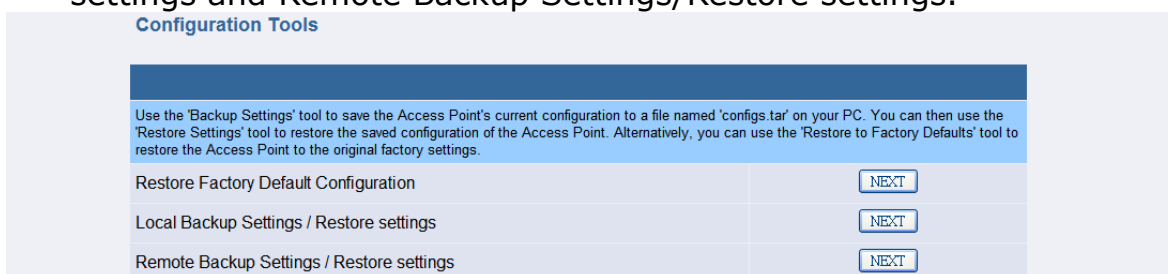 settings and Remote Backup Settings/Restore settings.
Configuration Tools
Use the 'Backup Settings' tool to save the Access Point's current configuration to a file named 'configs.tar' on your PC. You can then use the
'Restore Settings' tool to restore the saved configuration of the Access Point. Alternatively, you can use the 'Restore to Factory Defaults' tool to
restore the Access Point to the original factory settings.
Restore Factory Default Configuration NEXT
Local Backup Settings / Restore settings NEXT
Remote Backup Settings / Restore settings NEXT